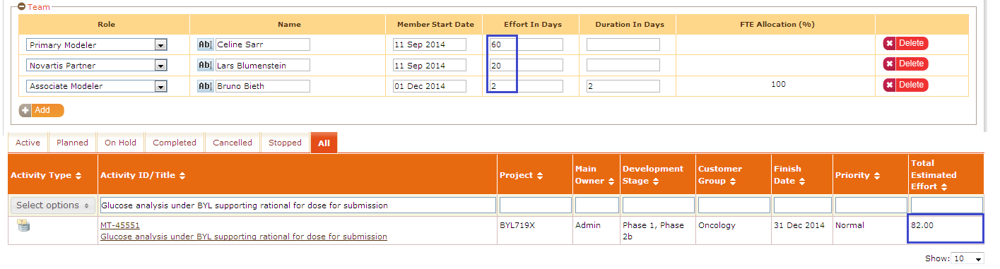 Team
Role Name Member Start Date Effort In Days Duration In Days FTE Allocation (%)
Primary Modeler Ab Celine Sarr 11 Sep 2014 60 Delete
Novartis Partner Ab Lars Blumenstein 11 Sep 2014 20 Delete
Associate Modeler Ab Bruno Bieth 01 Dec 2014 2 2 100 Delete
Add
Active Planned On Hold Completed Cancelled Stopped All
Activity Type Activity ID/Title Project Main Owner Development Stage Customer Group Finish Date Priority Total Estimated Effort
Select options Glucose analysis under BYL supporting rational for dose for submission
MT-45551 BYL719X Admin Phase 1, Phase 2b Oncology 31 Dec 2014 Normal 82.00
Glucose analysis under BYL supporting rational for dose for submission
Show: 10